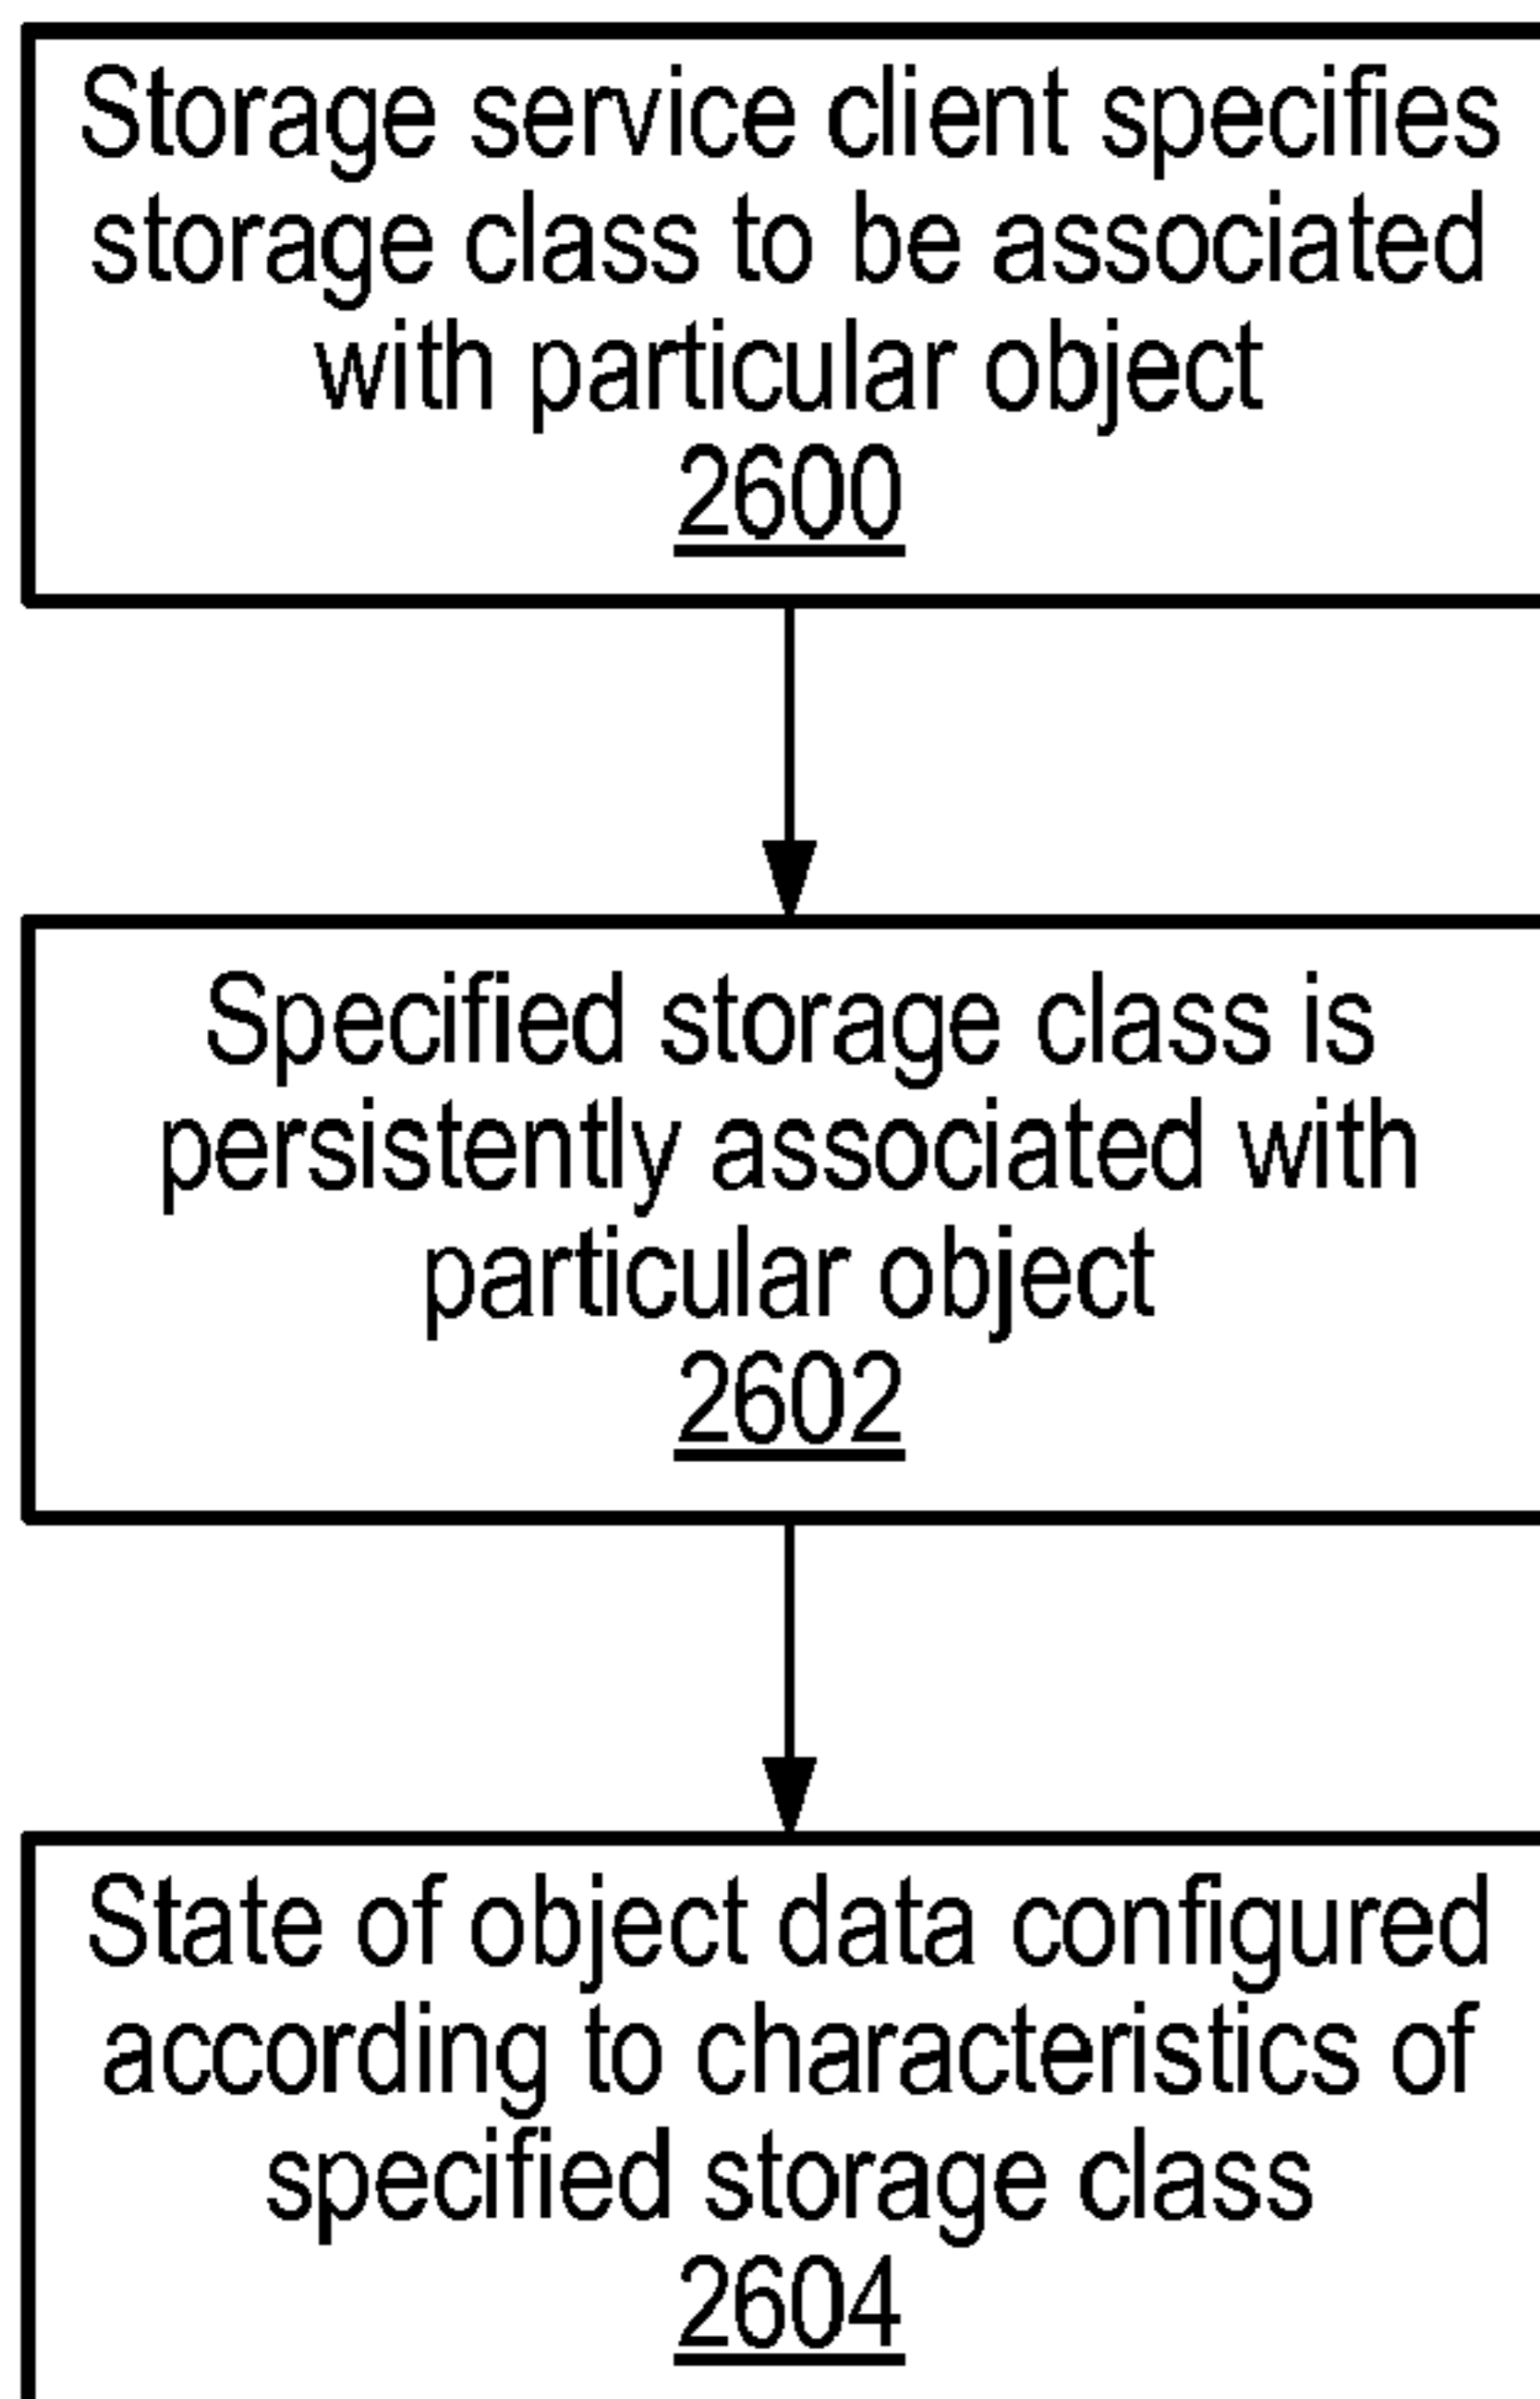 Storage service client specifies
storage class to be associated
with particular object
2600
Specified storage class is
persistently associated with
particular object
2602
State of object data configured
according to characteristics of
specified storage class
2604